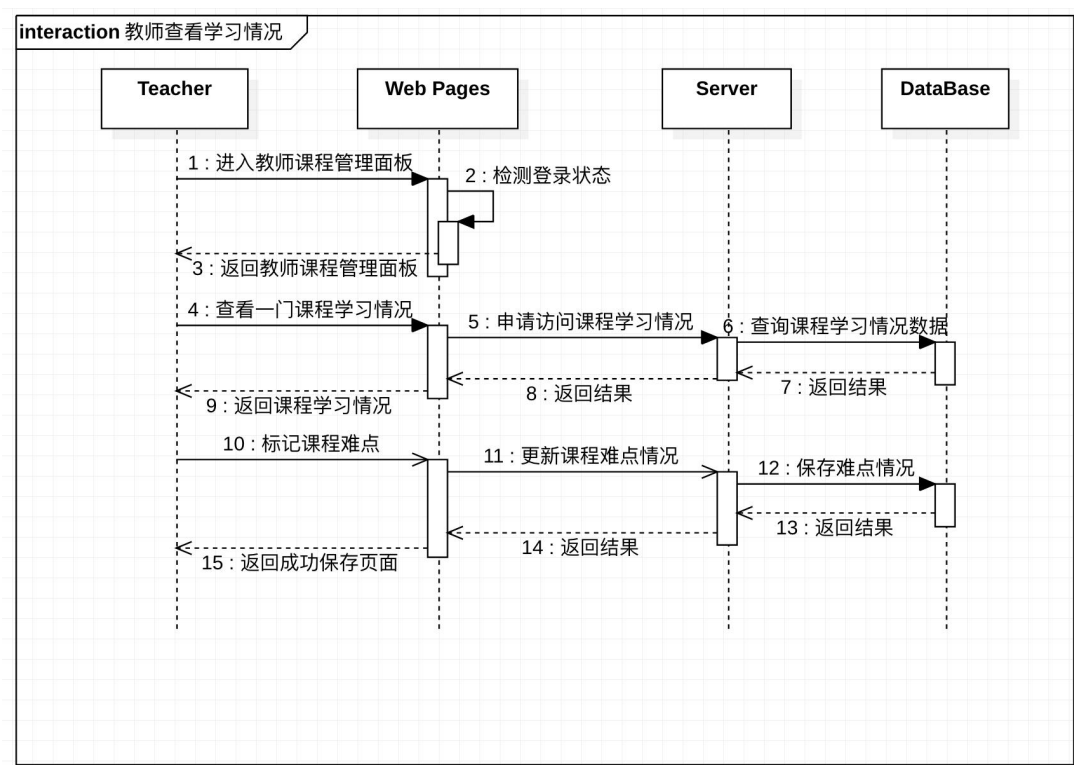 interaction 教师查看学习情况
Teacher
Web Pages
Server
DataBase
1 : 进入教师课程管理面板
2 : 检测登录状态
3 : 返回教师课程管理面板
4 : 查看一门课程学习情况
5 : 申请访问课程学习情况
6 : 查询课程学习情况数据
7 : 返回结果
8 : 返回结果
9 : 返回课程学习情况
10 : 标记课程难点
11 : 更新课程难点情况
12 : 保存难点情况
13 : 返回结果
14 : 返回结果
15 : 返回成功保存页面